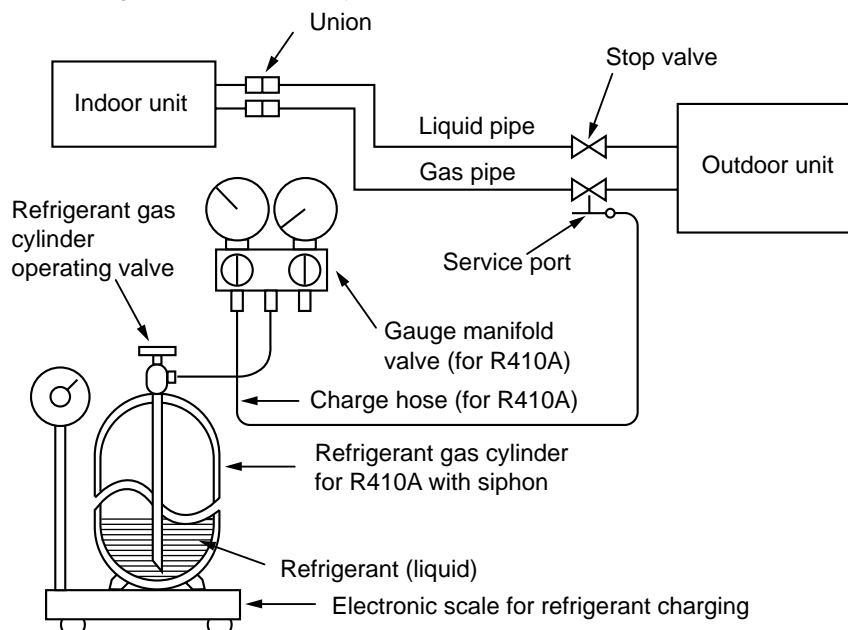 Union
Stop valve
Indoor unit
Liquid pipe
Outdoor unit
Gas pipe
Refrigerant gas
cylinder
operating valve
Service port
Gauge manifold
valve (for R410A)
Charge hose (for R410A)
Refrigerant gas cylinder
for R410A with siphon
Refrigerant (liquid)
Electronic scale for refrigerant charging